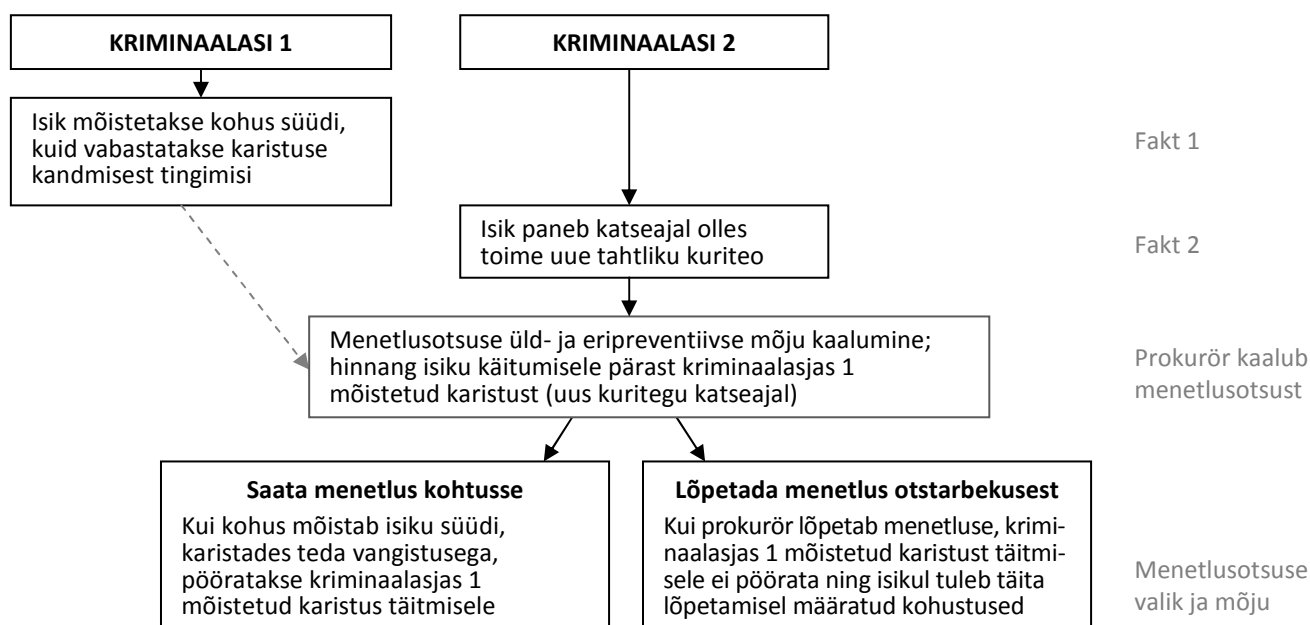 KRIMINAALASI 1
KRIMINAALASI 2
Isik mõistetakse kohus süüdi,
kuid vabastatakse karistuse
kandmisest tingimisi
Fakt 1
Isik paneb katseajal olles
toime uue tahtliku kuriteo
Fakt 2
Menetlusotsuse üld- ja eripreventiivse mõju kaalumine;
hinnang isiku käitumisele pärast kriminaalasjas 1
mõistetud karistust (uus kuritegu katseajal)
Prokurör kaalub
menetlusotsust
Saata menetlus kohtusse
Kui kohus mõistab isiku süüdi,
karistades teda vangistusega,
pööratakse kriminaalasjas 1
mõistetud karistus täitmisele
Lõpetada menetlus otstarbekusest
Kui prokurör lõpetab menetluse, krimi-
naalasjas 1 mõistetud karistust täitmi-
sele ei pöörata ning isikul tuleb täita
lõpetamisel määratud kohustused
Menetlusotsuse
valik ja mõju